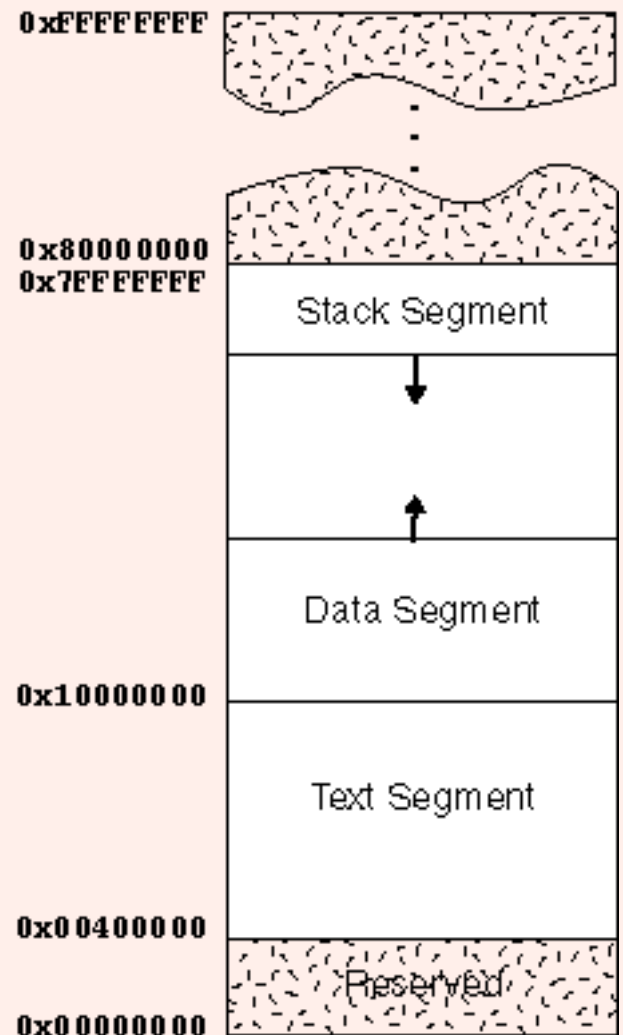 0xFFFFFFFF
0x80000000
0x7FFFFFFF
Stack Segment
Data Segment
0x10000000
Text Segment
0x00400000
Reserved
0x00000000